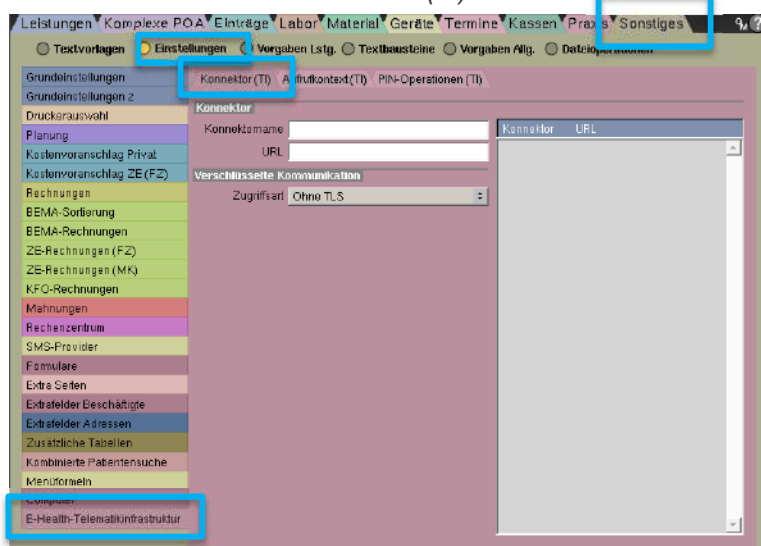 Leistungen Komplexe POA Einträge Labor Material Geräte Termine Kassen Praxis Sonstiges
Textvorlagen Einstellungen Vorgaben Lstg. Textbausteine Vorgaben Allg. Dateioperationen
Grundeinstellungen
Grundeinstellungen 2
Druckerauswahl
Planung
Kostenvoranschlag Privat
Kostenvoranschlag ZE (FZ)
Rechnungen
BEMA-Sortierung
BEMA-Rechnungen
ZE-Rechnungen (FZ)
ZE-Rechnungen (MK)
KFO-Rechnungen
Mahnungen
Rechenzentrum
SMS-Provider
Formulare
Extra Seiten
Extrafelder Beschäftigte
Extrafelder Adressen
Zusätzliche Tabellen
Kombinierte Patientensuche
Menüformeln
Computer
E-Health-Telematikinfrastruktur
Konnektor (TI) Aufrufkontext (TI) PIN-Operationen (TI)
Konnektor
Konnektorname
URL
Verschlüsselte Kommunikation
Zugriffsart Ohne TLS
Konnektor URL